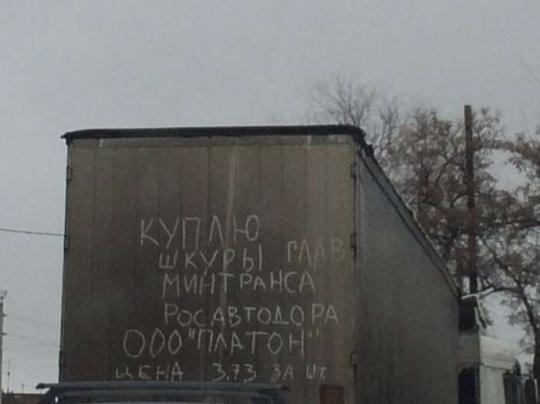 КУПЛЮ
ШКУРЫ ГЛАВ
МИНТРАНСА
РОСАВТОДОРА
ООО "ПЛАТОН"
ЦЕНА 3,73 ЗА ШТ